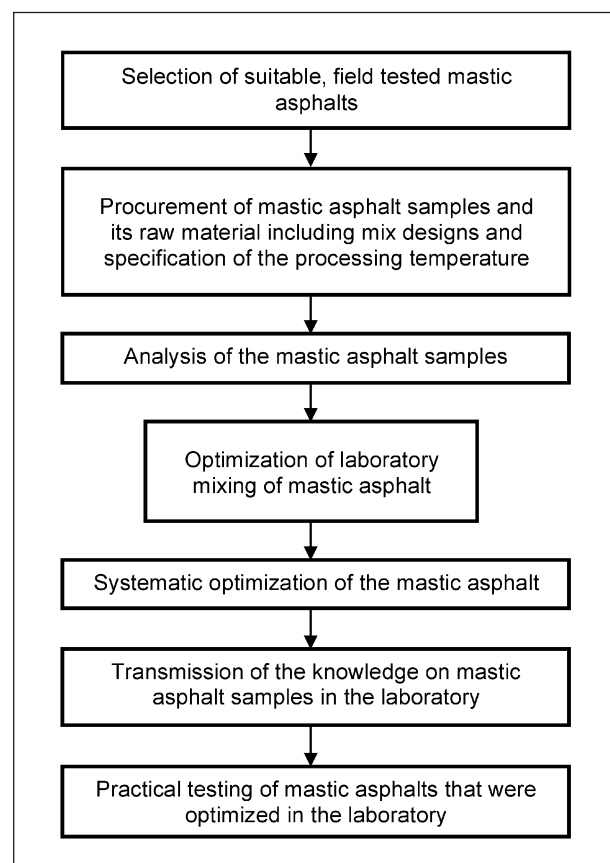 Selection of suitable, field tested mastic
asphalts
Procurement of mastic asphalt samples and
its raw material including mix designs and
specification of the processing temperature
Analysis of the mastic asphalt samples
Optimization of laboratory
mixing of mastic asphalt
Systematic optimization of the mastic asphalt
Transmission of the knowledge on mastic
asphalt samples in the laboratory
Practical testing of mastic asphalts that were
optimized in the laboratory